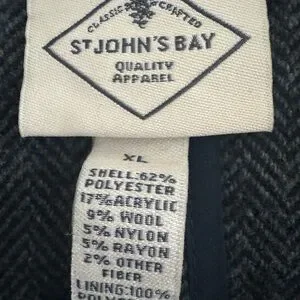 CLASSIC CRAFTED
ST JOHN'S BAY
QUALITY
APPAREL
XL
SHELL:62%
POLYESTER
17% ACRYLIC
9% WOOL
5% NYLON
5% RAYON
2% OTHER
FIBER
LINING:100%